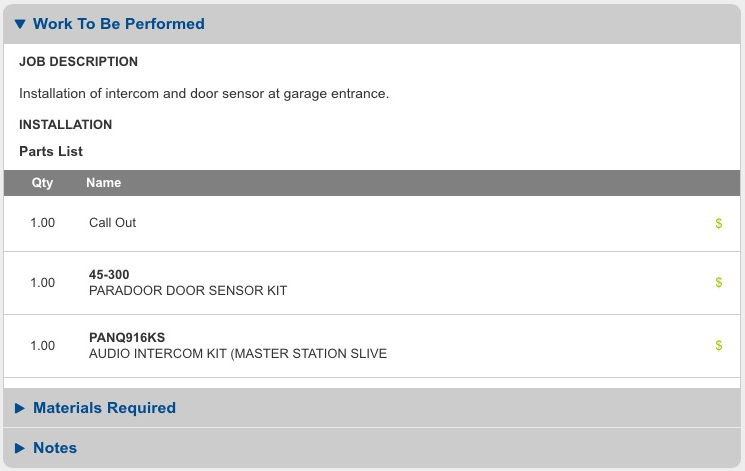 Work To Be Performed
JOB DESCRIPTION
Installation of intercom and door sensor at garage entrance.
INSTALLATION
Parts List
Qty Name
1.00 Call Out $
45-300
1.00 PARADOOR DOOR SENSOR KIT $
PANQ916KS
1.00 AUDIO INTERCOM KIT (MASTER STATION SLIVE $
Materials Required
Notes